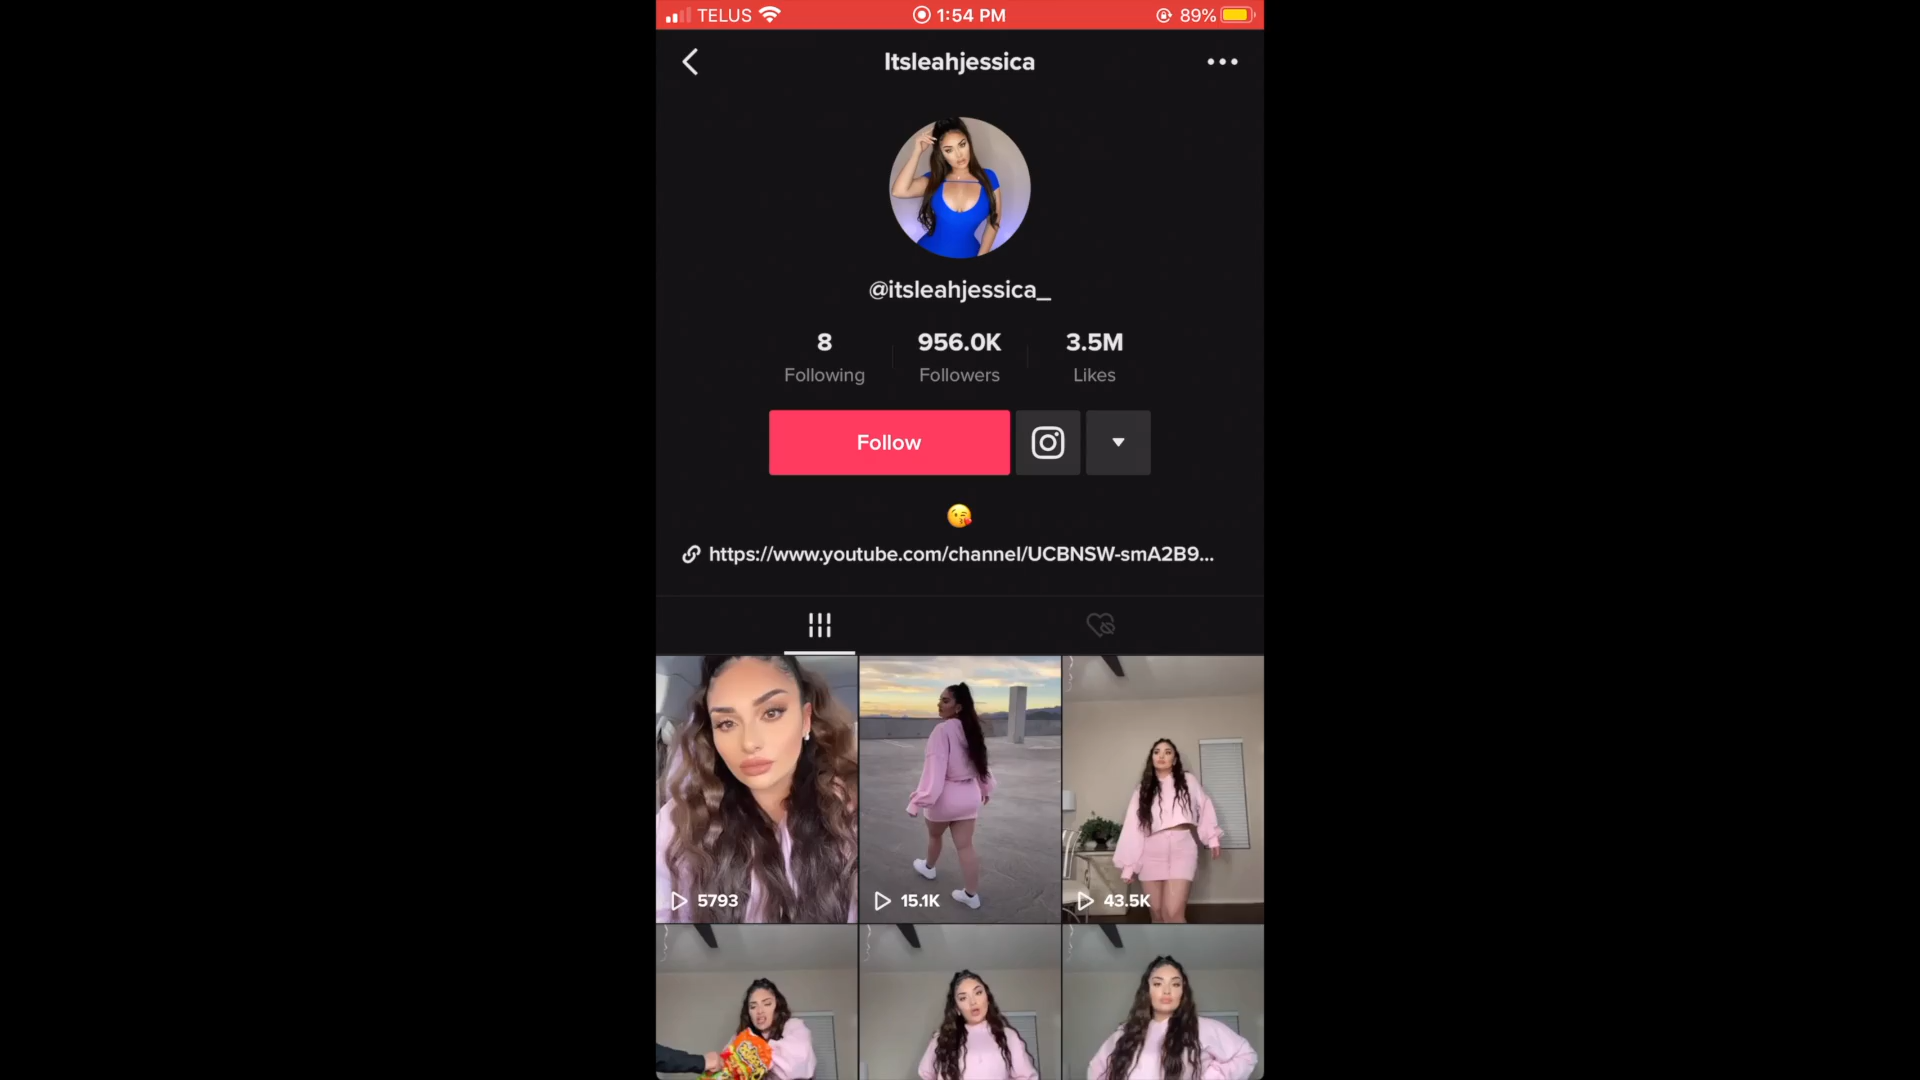 TELUS 1:54 PM 89%
Itsleahjessica
@itsleahjessica_
8 956.0K 3.5M
Following Followers Likes
Follow
https://www.youtube.com/channel/UCBNSW-smA2B9...
5793 15.1K 43.5K